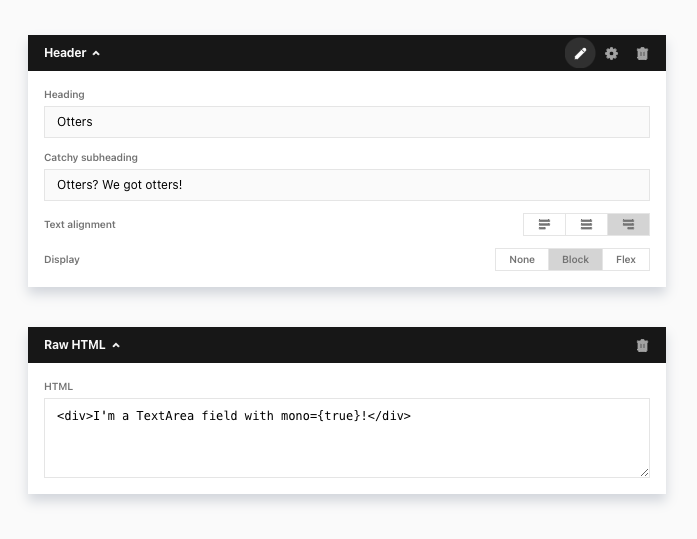 Header
Heading
Otters
Catchy subheading
Otters? We got otters!
Text alignment
Display None Block Flex
Raw HTML
HTML
<div>I'm a TextArea field with mono={true}!</div>